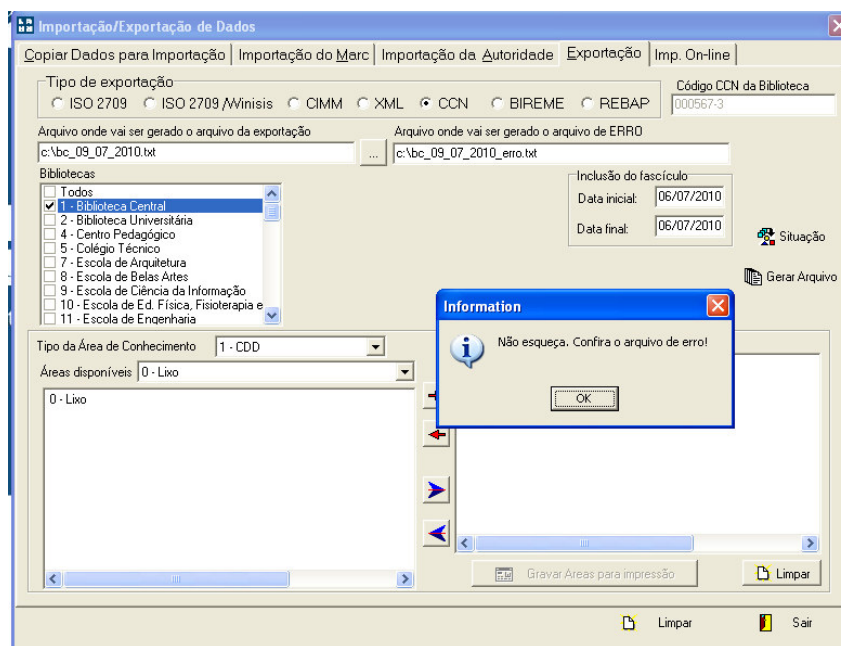 Importação/Exportação de Dados
Copiar Dados para Importação Importação do Marc Importação da Autoridade Exportação Imp. On-line
Tipo de exportação
ISO 2709 ISO 2709 /Winisis CIMM XML CCN BIREME REBAP
Código CCN da Biblioteca
000567-3
Arquivo onde vai ser gerado o arquivo da exportação
Arquivo onde vai ser gerado o arquivo de ERRO
c:\bc_09_07_2010.txt
...
c:\bc_09_07_2010_erro.txt
Bibliotecas
Todos
1 - Biblioteca Central
2 - Biblioteca Universitária
4 - Centro Pedagógico
5 - Colégio Técnico
7 - Escola de Arquitetura
8 - Escola de Belas Artes
9 - Escola de Ciência da Informação
10 - Escola de Ed. Física, Fisioterapia e
11 - Escola de Engenharia
Inclusão do fascículo
Data inicial: 06/07/2010
Data final: 06/07/2010
Situação
Gerar Arquivo
Information
Não esqueça. Confira o arquivo de erro!
OK
Tipo da Área de Conhecimento 1 - CDD
Áreas disponíveis 0 - Lixo
0 - Lixo
Gravar Áreas para impressão
Limpar
Limpar
Sair